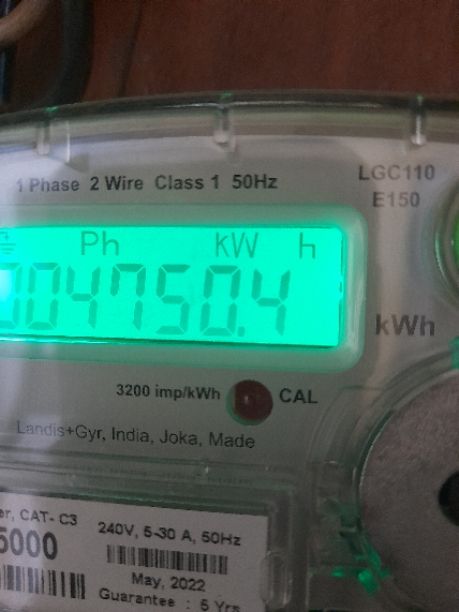 1 Phase 2 Wire Class 1 50Hz
LGC110
E150
Ph kW h
004750.4
kWh
3200 imp/kWh CAL
Landis+Gyr, India, Joka, Made
CAT- C3
5000
240V, 5-30 A, 50Hz
May, 2022
Guarantee : 5 Yrs